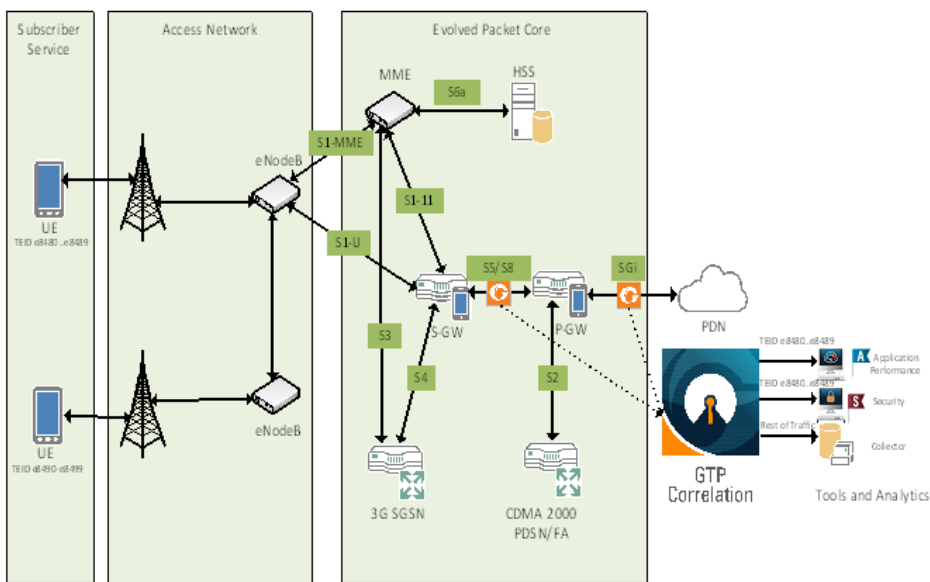 Subscriber
Service
Access Network
Evolved Packet Core
MME
HSS
S6a
S1-MME
eNodeB
S1-11
UE
TEID e8480...e8489
S1-U
S5/S8
SGi
S-GW
P-GW
PDN
S3
S4
S2
TEID e8480...e8489
A
Application
Performance
TEID e8480...e8489
S
Security
Rest of Traffic
Collector
eNodeB
UE
TEID e8490-e8499
GTP
Correlation
Tools and Analytics
3G SGSN
CDMA 2000
PDSN/FA